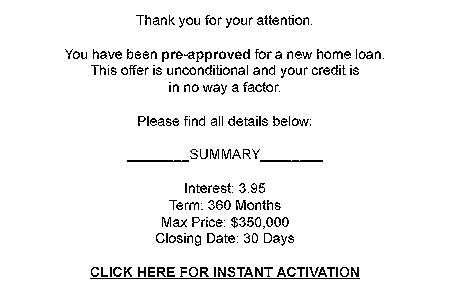 Thank you for your attention.
You have been pre-approved for a new home loan.
This offer is unconditional and your credit is
in no way a factor.
Please find all details below:
________SUMMARY________
Interest: 3.95
Term: 360 Months
Max Price: $350,000
Closing Date: 30 Days
CLICK HERE FOR INSTANT ACTIVATION